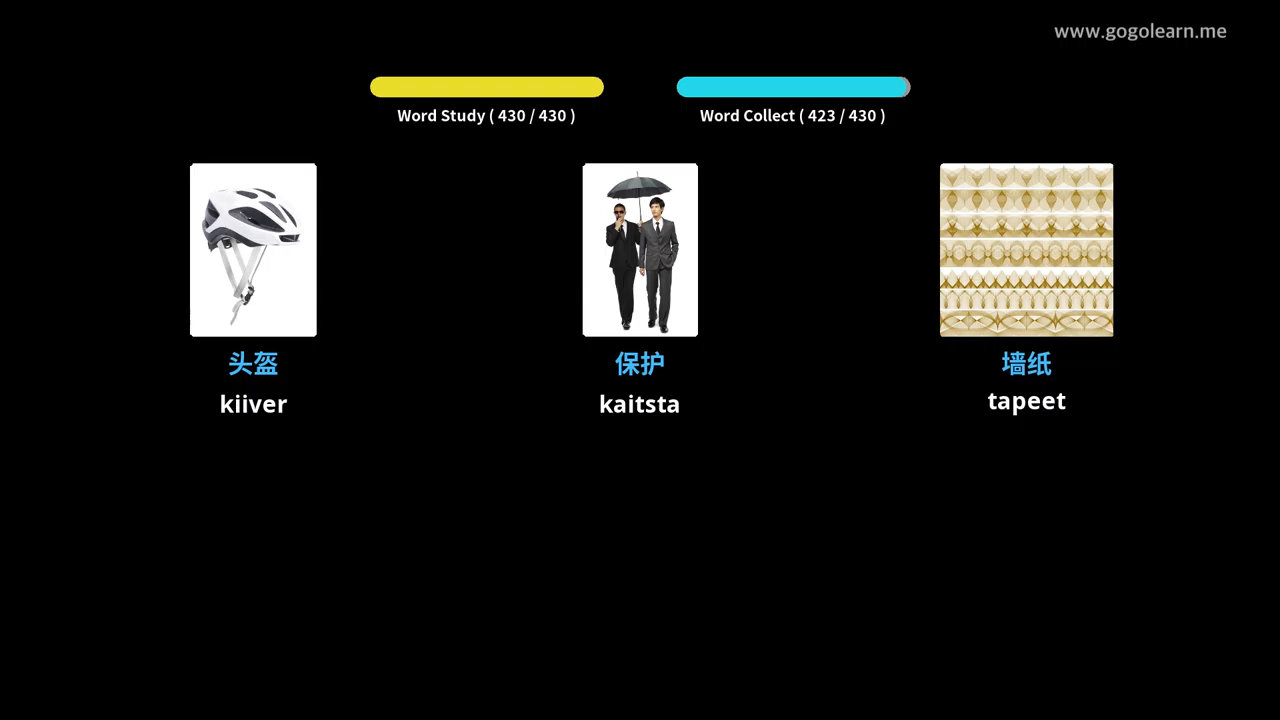 www.gogolearn.me
Word Study ( 430 / 430 )
Word Collect ( 423 / 430 )
头盔
保护
墙纸
kiiver
kaitsta
tapeet